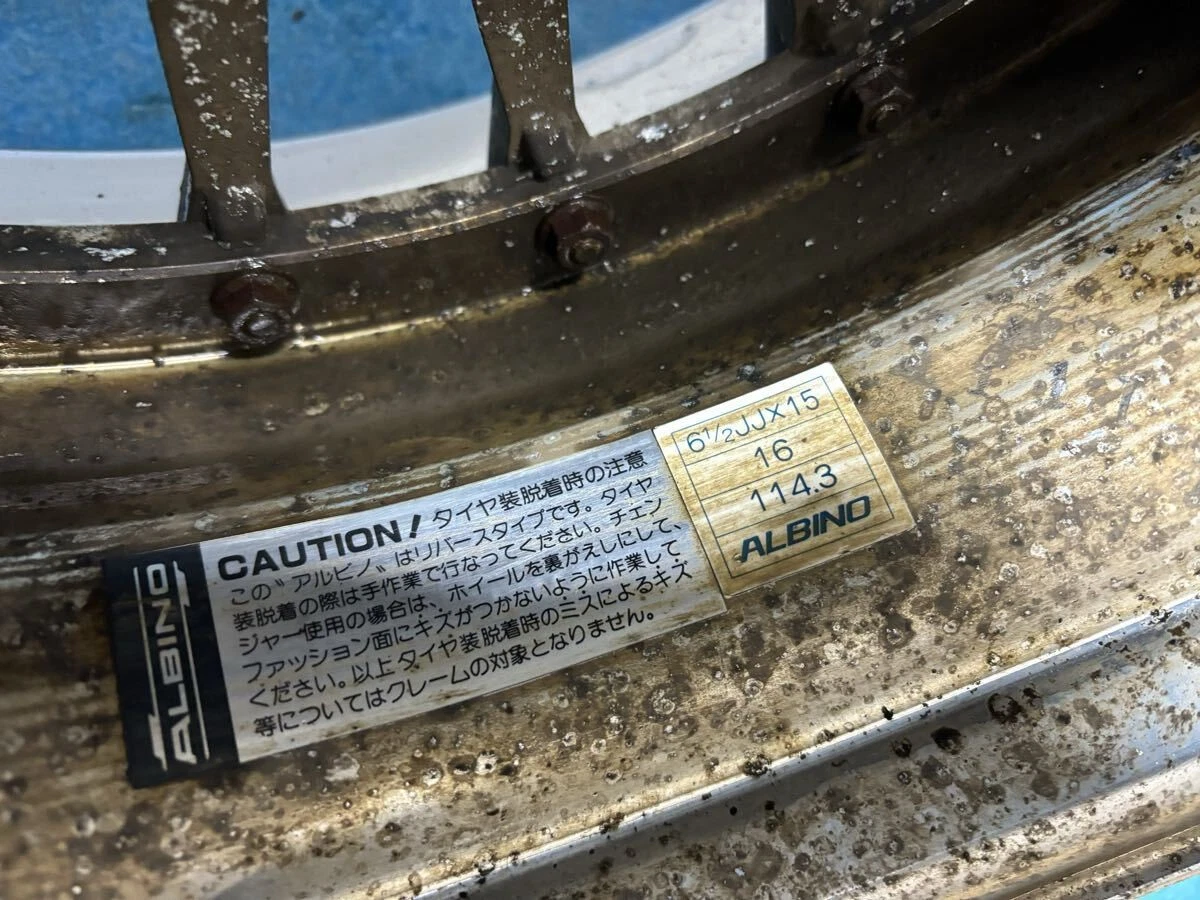 ALBINO
CAUTION! タイヤ装脱着時の注意
この〝アルビノ〟はリバースタイプです。タイヤ
装脱着の際は手作業で行なってください。チェン
ジャー使用の場合は、ホイールを裏がえしにして、
ファッション面にキズがつかないように作業して
ください。以上タイヤ装脱着時のミスによるキズ
等についてはクレームの対象となりません。
6½JJX15
16
114.3
ALBINO